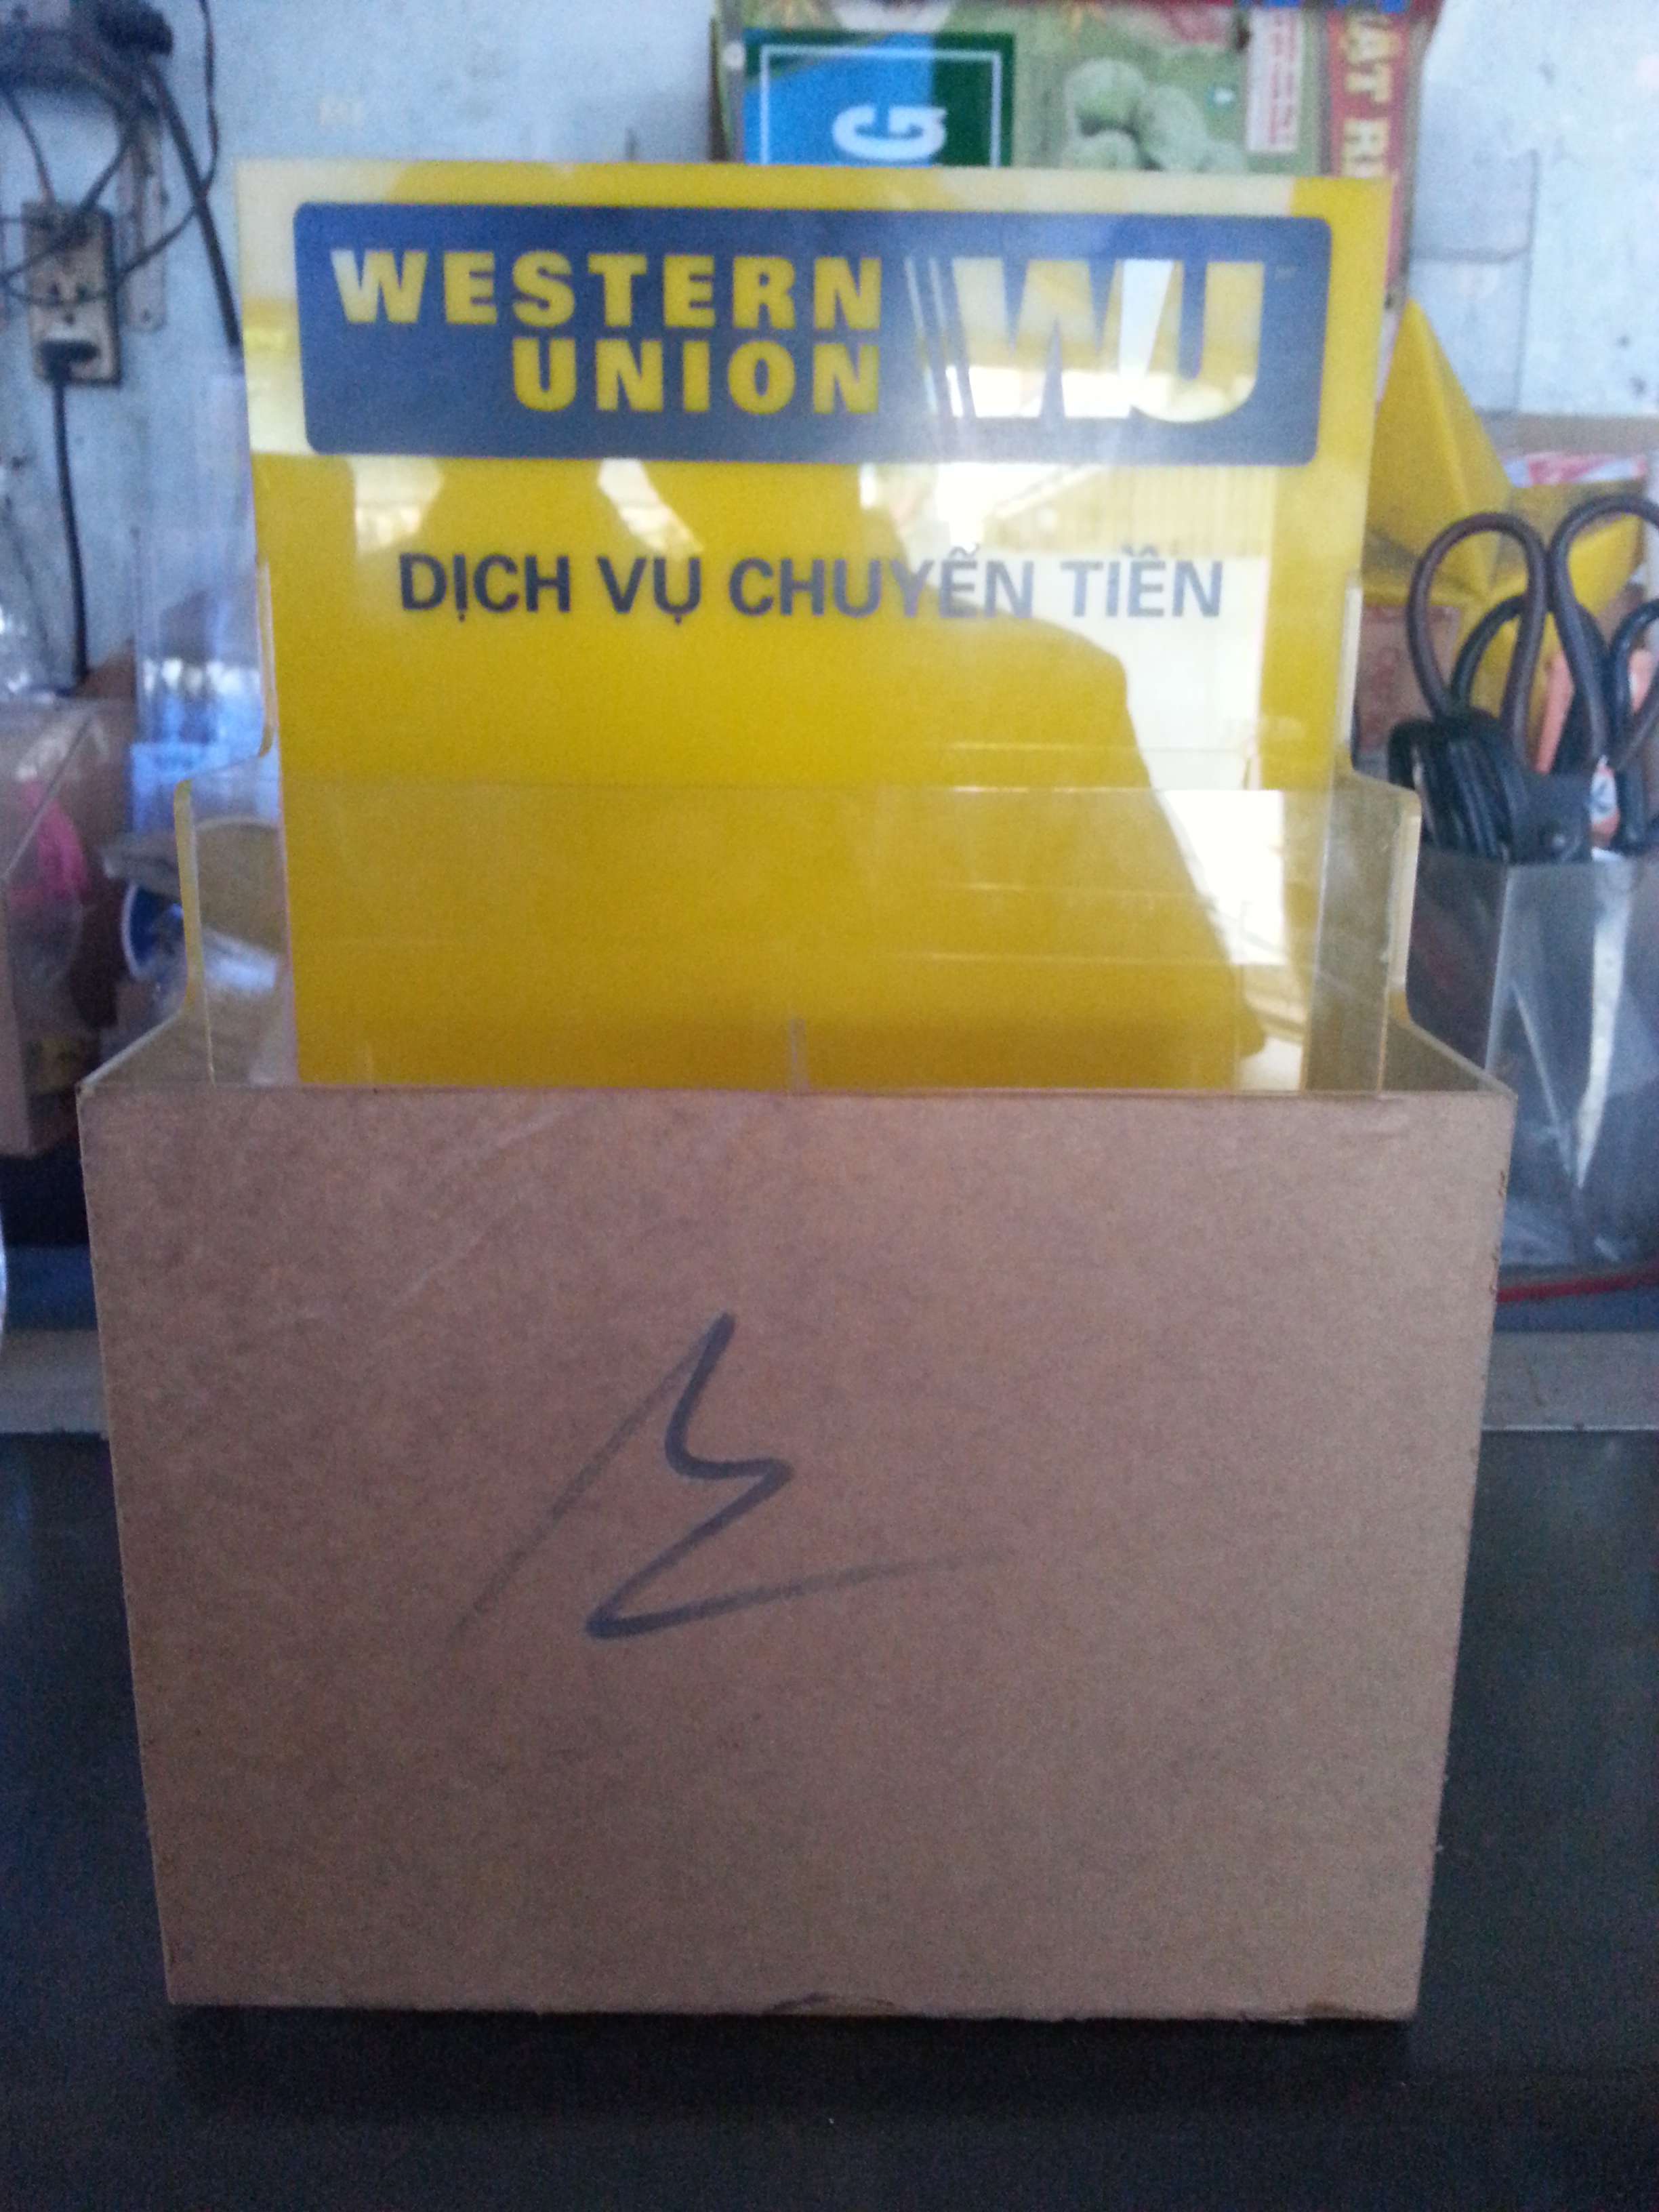 G
WESTERN
UNION WU
DỊCH VỤ CHUYỂN TIỀN